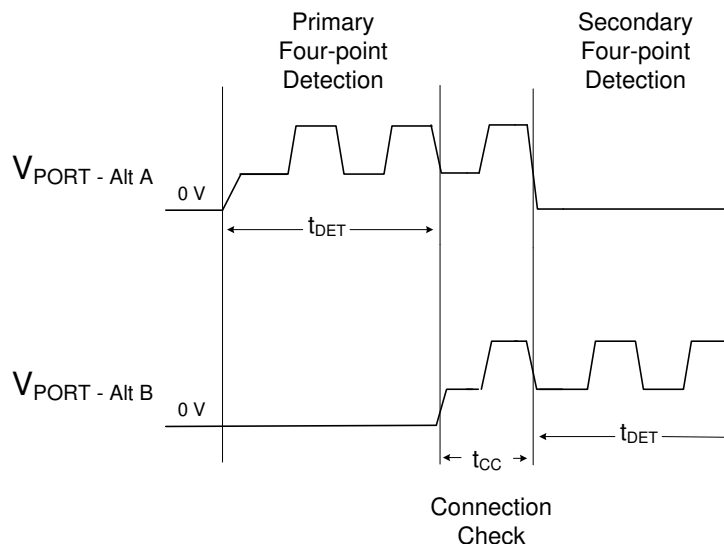 Primary
Four-point
Detection
Secondary
Four-point
Detection
VPORT - Alt A
0 V
tDET
VPORT - Alt B
0 V
tDET
tCC
Connection
Check